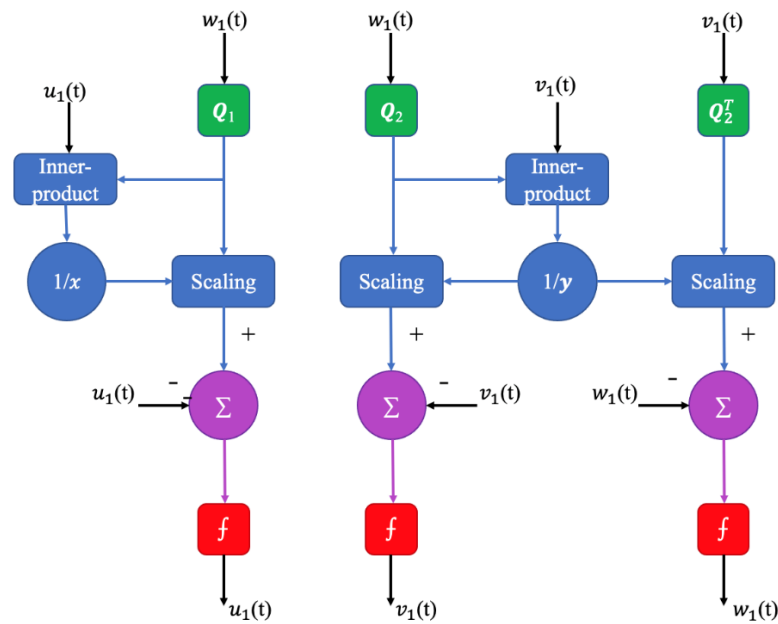 w₁(t)
w₁(t)
v₁(t)
u₁(t)
v₁(t)
Q₁
Q₂
Q₂ᵀ
Inner-
product
Inner-
product
1/x
Scaling
Scaling
1/y
Scaling
+
+
+
-
-
-
-
u₁(t)
Σ
Σ
v₁(t)
w₁(t)
Σ
∫
∫
∫
u₁(t)
v₁(t)
w₁(t)